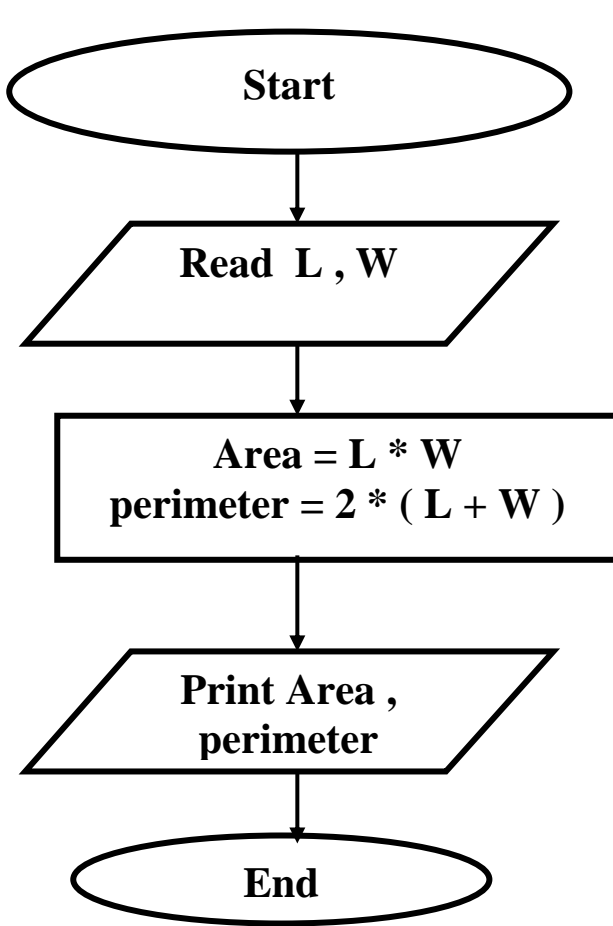 Start
Read L , W
Area = L * W
perimeter = 2 * ( L + W )
Print Area ,
perimeter
End